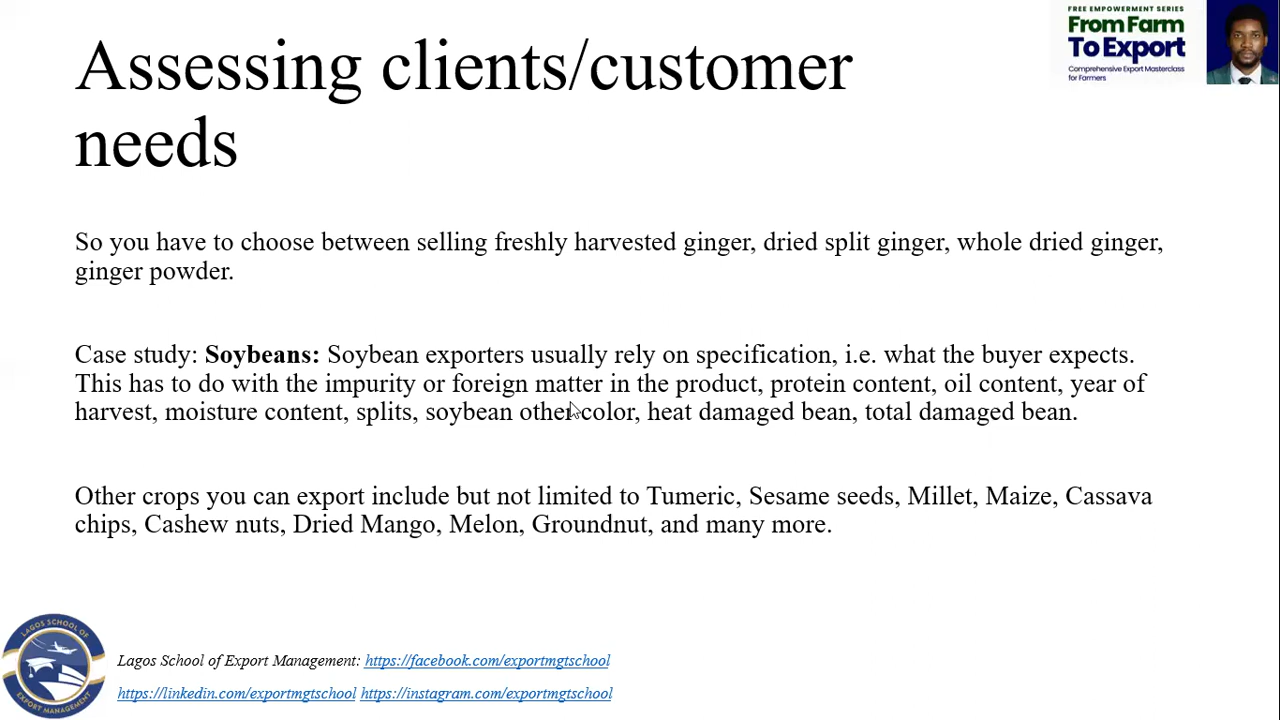 FREE EMPOWERMENT SERIES
From Farm
To Export
Comprehensive Export Masterclass
for Farmers
Assessing clients/customer
needs
So you have to choose between selling freshly harvested ginger, dried split ginger, whole dried ginger,
ginger powder.
Case study: Soybeans: Soybean exporters usually rely on specification, i.e. what the buyer expects.
This has to do with the impurity or foreign matter in the product, protein content, oil content, year of
harvest, moisture content, splits, soybean other color, heat damaged bean, total damaged bean.
Other crops you can export include but not limited to Tumeric, Sesame seeds, Millet, Maize, Cassava
chips, Cashew nuts, Dried Mango, Melon, Groundnut, and many more.
LAGOS SCHOOL OF
EXPORT MANAGEMENT
Lagos School of Export Management: https://facebook.com/exportmgtschool
https://linkedin.com/exportmgtschool https://instagram.com/exportmgtschool